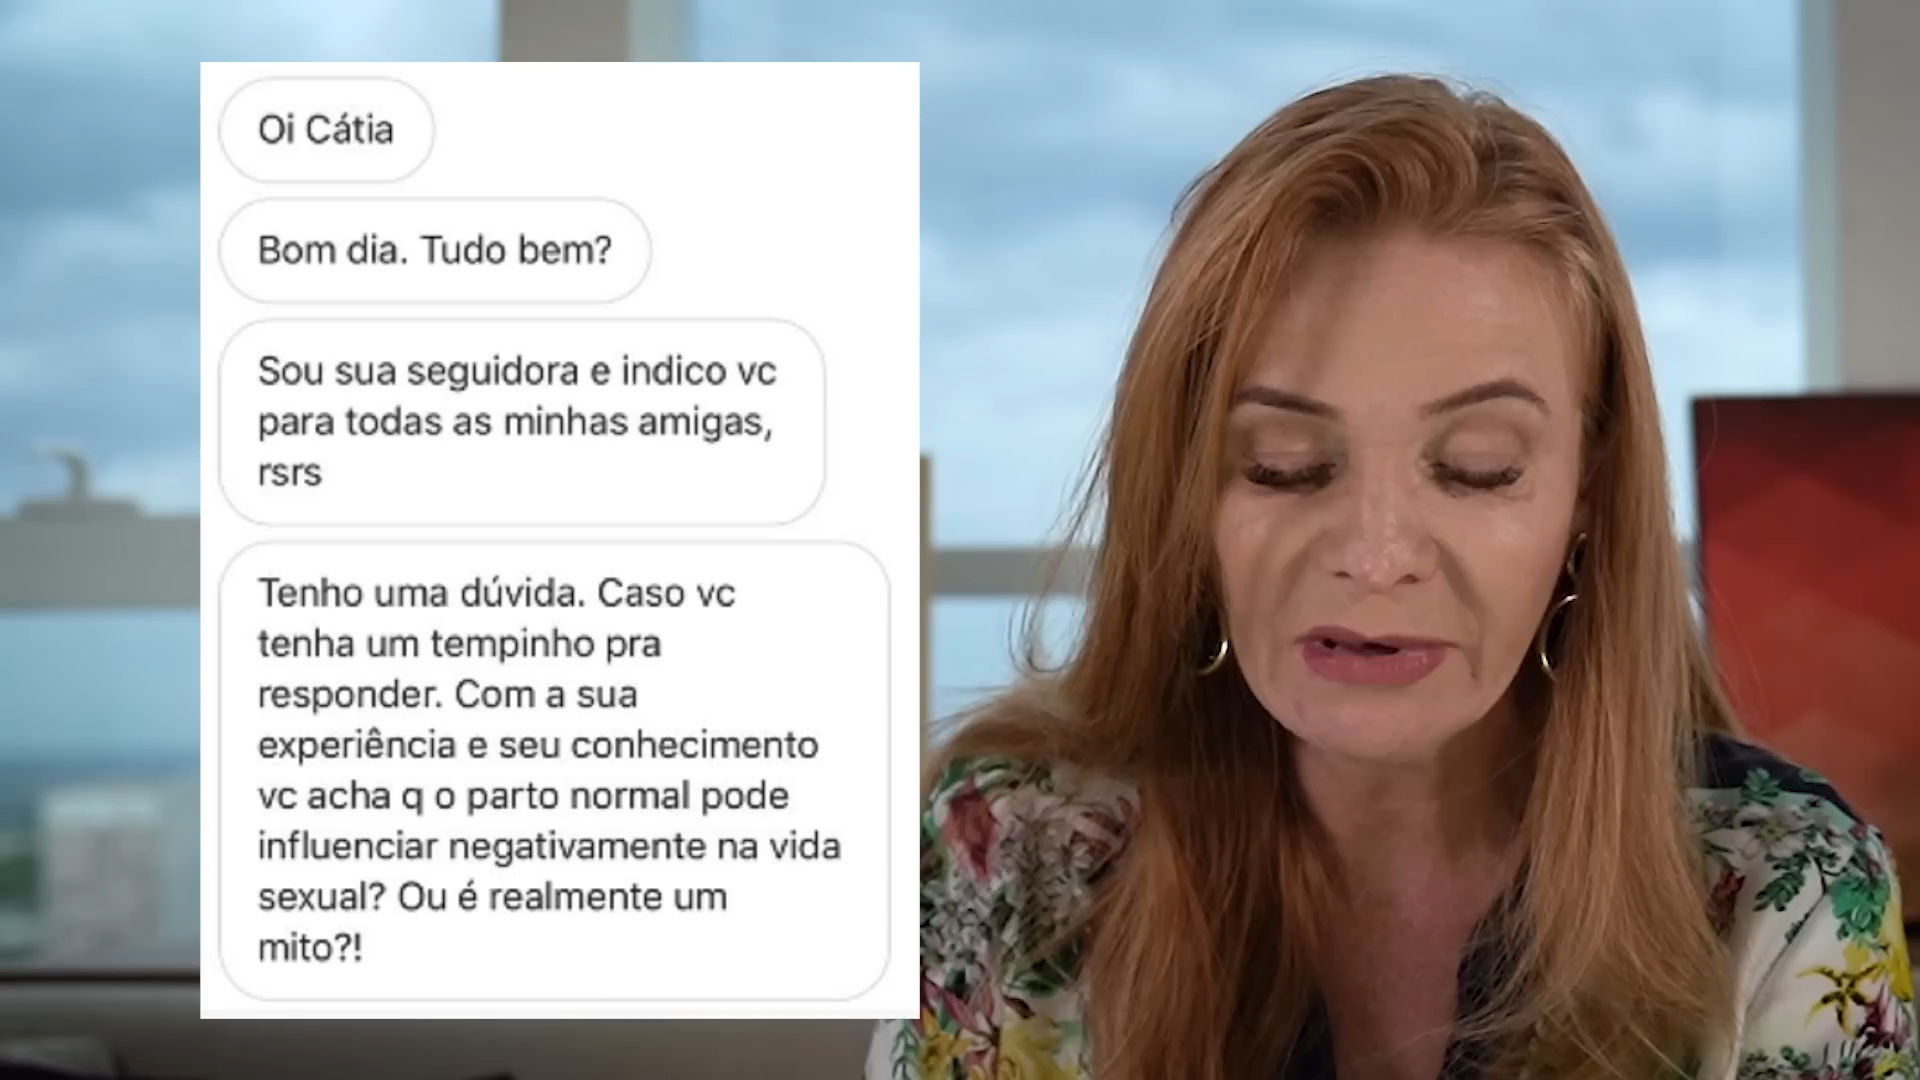 Oi Cátia
Bom dia. Tudo bem?
Sou sua seguidora e indico vc
para todas as minhas amigas,
rsrs
Tenho uma dúvida. Caso vc
tenha um tempinho pra
responder. Com a sua
experiência e seu conhecimento
vc acha q o parto normal pode
influenciar negativamente na vida
sexual? Ou é realmente um
mito?!